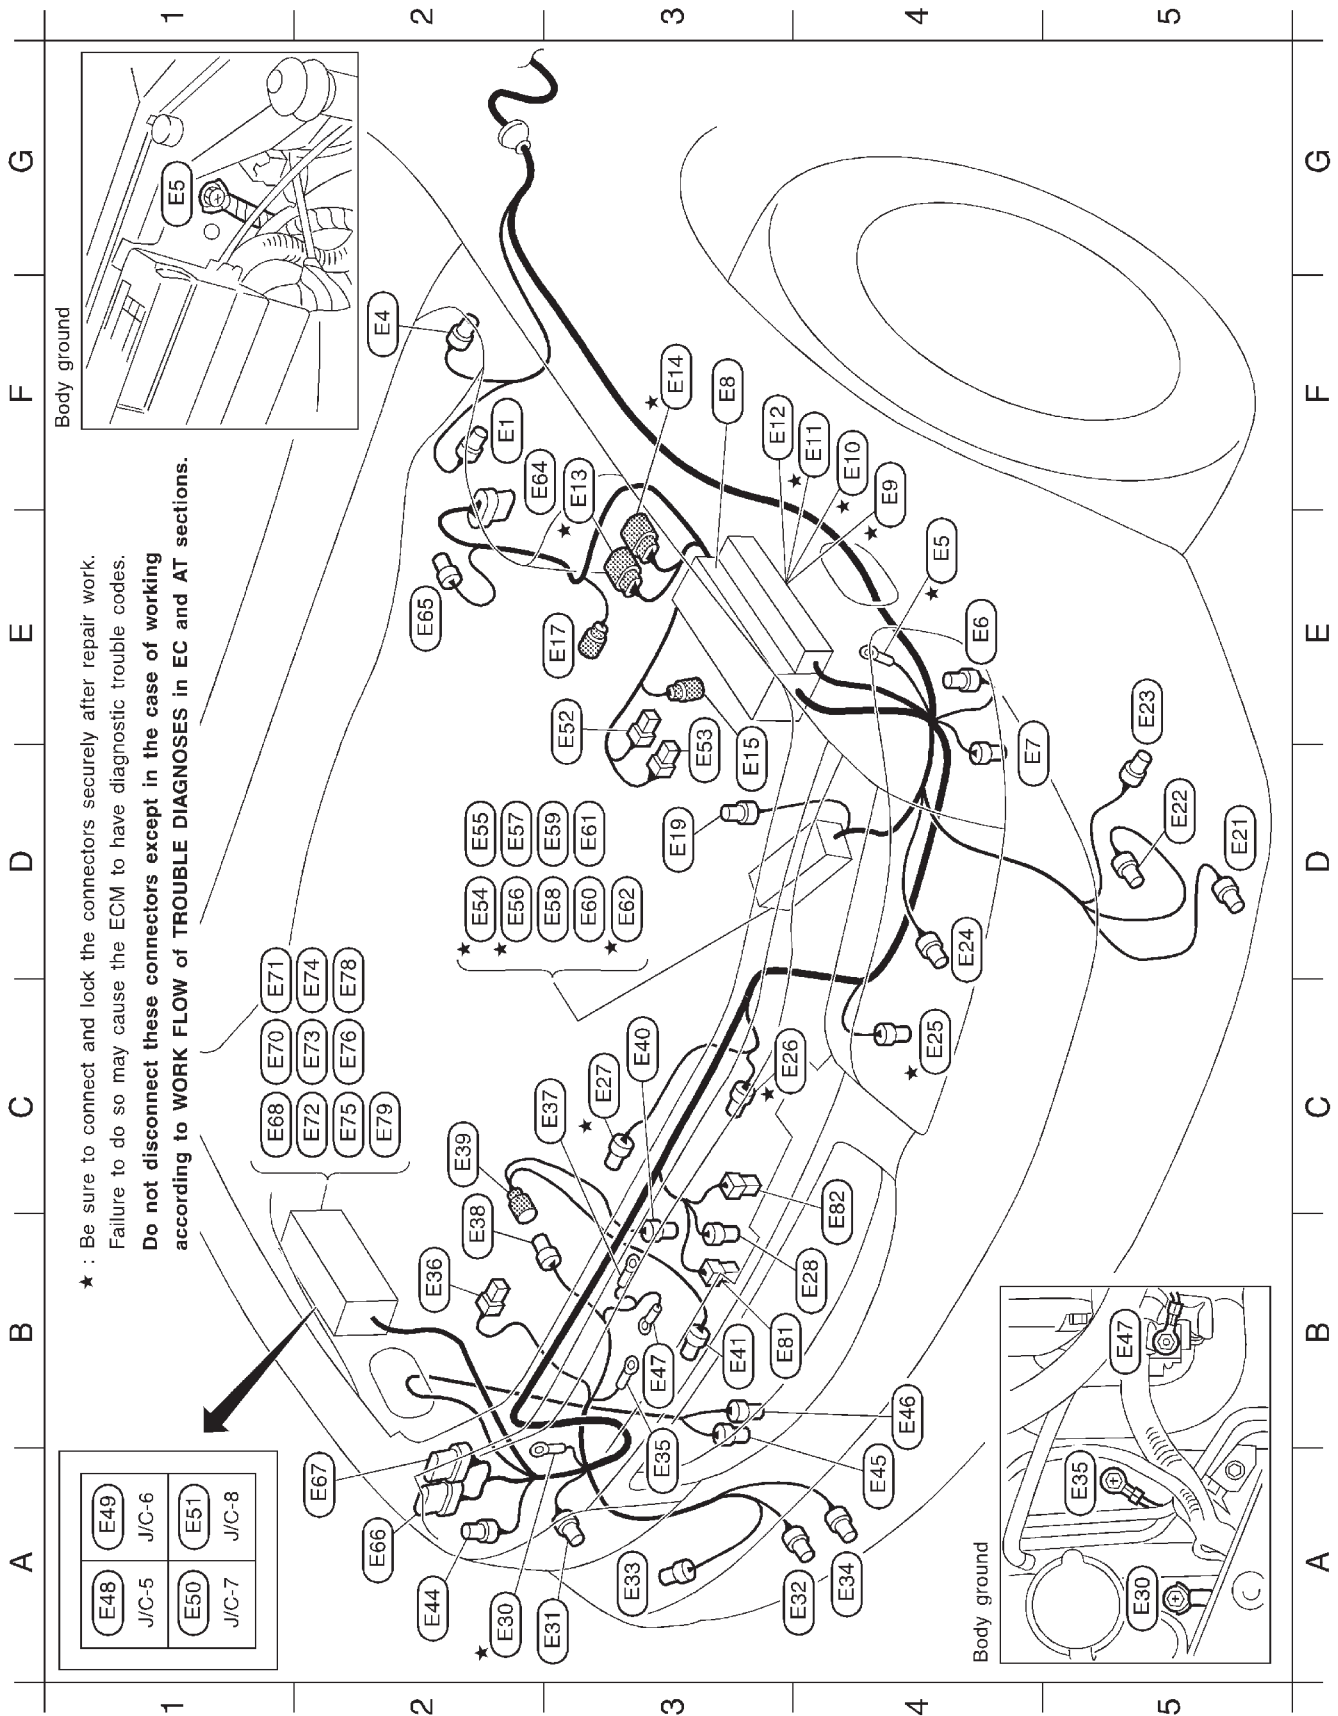 ★ : Be sure to connect and lock the connectors securely after repair work.
Failure to do so may cause the ECM to have diagnostic trouble codes.
Do not disconnect these connectors except in the case of working
according to WORK FLOW of TROUBLE DIAGNOSES in EC and AT sections.
A
B
C
D
E
F
G
1
2
3
4
5
E48
J/C-5
E49
J/C-6
E50
J/C-7
E51
J/C-8
E68 E70 E71
E72 E73 E74
E75 E76 E78
E79
Body ground
E5
E67
E66
E44
★ E30
E31
E33
E32
E34
E45
E46
E35
E47
E41
E81
E28
E82
E36
E38
E39
E37
★ E27
E40
★ E26
★ E25
E24
★ E54 E55
★ E56 E57
E58 E59
E60 E61
★ E62
E19
E52
E53
E15
E17
E65
E64
★ E13
E1
E4
★ E14
E8
E12
★ E11
★ E10
★ E9
★ E5
E6
E7
E23
E22
E21
Body ground
E30
E35
E47
A
B
C
D
E
F
G
1
2
3
4
5